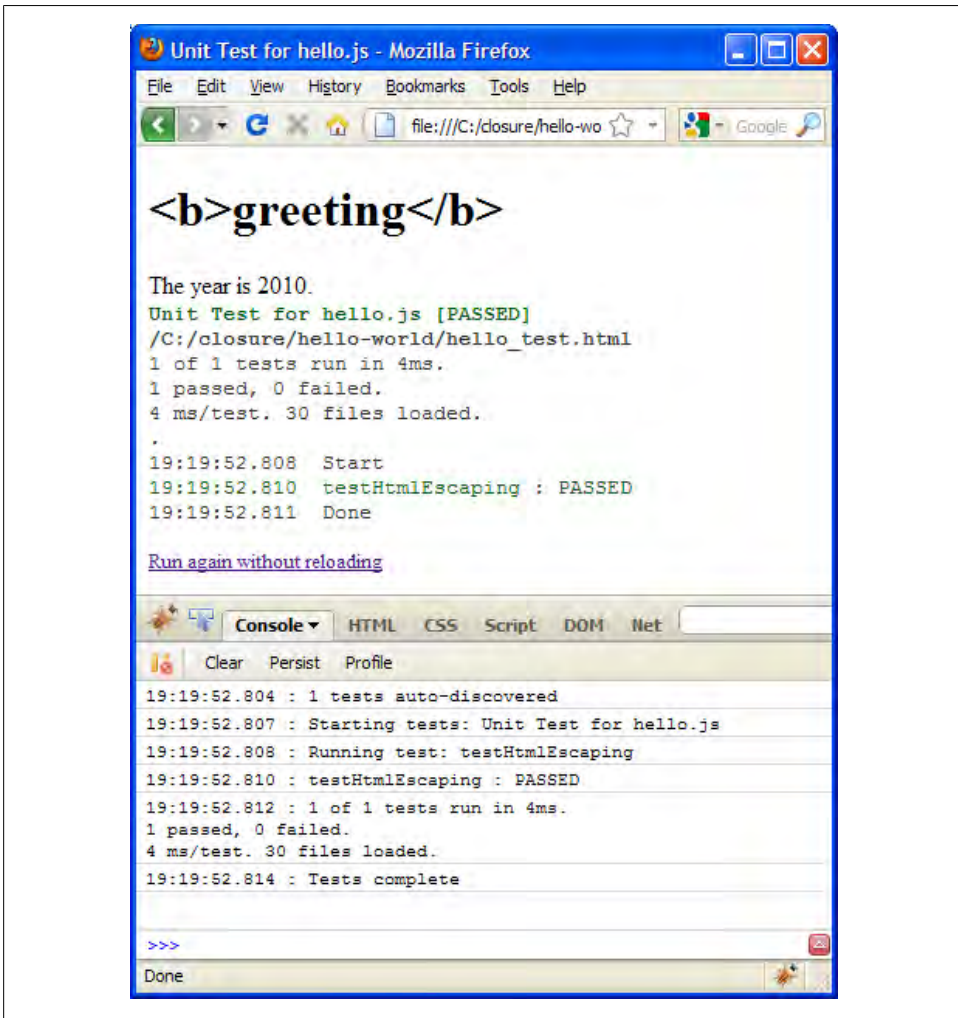 Unit Test for hello.js - Mozilla Firefox
File Edit View History Bookmarks Tools Help
file:///C:/closure/hello-wo Google
<b>greeting</b>
The year is 2010.
Unit Test for hello.js [PASSED]
/C:/closure/hello-world/hello_test.html
1 of 1 tests run in 4ms.
1 passed, 0 failed.
4 ms/test. 30 files loaded.
.
19:19:52.808 Start
19:19:52.810 testHtmlEscaping : PASSED
19:19:52.811 Done
Run again without reloading
Console HTML CSS Script DOM Net
Clear Persist Profile
19:19:52.804 : 1 tests auto-discovered
19:19:52.807 : Starting tests: Unit Test for hello.js
19:19:52.808 : Running test: testHtmlEscaping
19:19:52.810 : testHtmlEscaping : PASSED
19:19:52.812 : 1 of 1 tests run in 4ms.
1 passed, 0 failed.
4 ms/test. 30 files loaded.
19:19:52.814 : Tests complete
>>>
Done